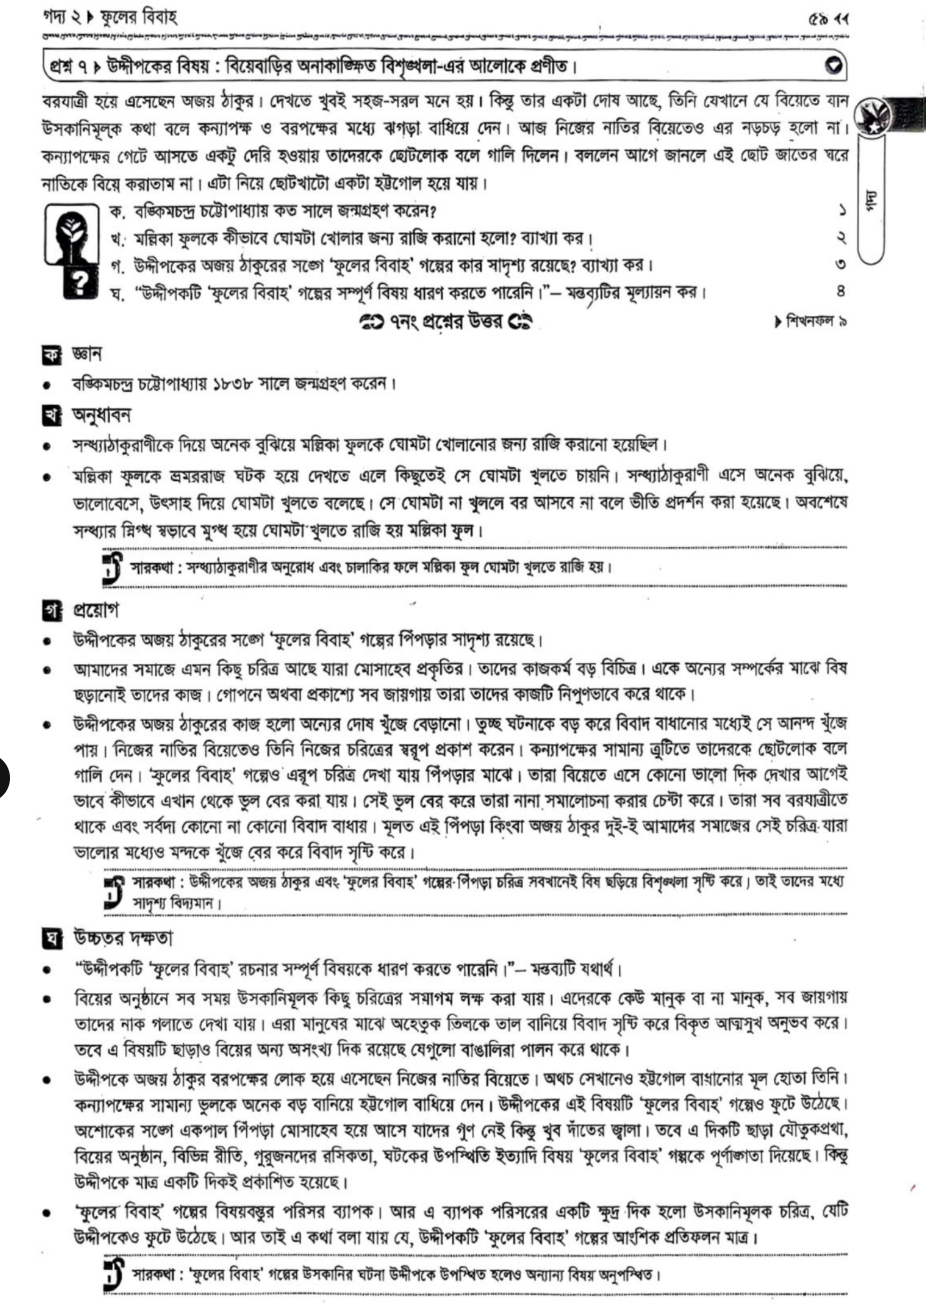 গদ্য ২ ▶ ফুলের বিবাহ
৫৯ ◀◀
প্রশ্ন ৭ ▶ উদ্দীপকের বিষয় : বিয়েবাড়ির অনাকাঙ্ক্ষিত বিশৃঙ্খলা-এর আলোকে প্রণীত।
বরযাত্রী হয়ে এসেছেন অজয় ঠাকুর। দেখতে খুবই সহজ-সরল মনে হয়। কিন্তু তার একটা দোষ আছে, তিনি যেখানে যে বিয়েতে যান
উসকানিমূলক কথা বলে কন্যাপক্ষ ও বরপক্ষের মধ্যে ঝগড়া বাধিয়ে দেন। আজ নিজের নাতির বিয়েতেও এর নড়চড় হলো না।
কন্যাপক্ষের গেটে আসতে একটু দেরি হওয়ায় তাদেরকে ছোটলোক বলে গালি দিলেন। বললেন আগে জানলে এই ছোট জাতের ঘরে
নাতিকে বিয়ে করাতাম না। এটা নিয়ে ছোটখাটো একটা হট্টগোল হয়ে যায়।
গদ্য
ক. বঙ্কিমচন্দ্র চট্টোপাধ্যায় কত সালে জন্মগ্রহণ করেন? ১
খ. মল্লিকা ফুলকে কীভাবে ঘোমটা খোলার জন্য রাজি করানো হলো? ব্যাখ্যা কর। ২
গ. উদ্দীপকের অজয় ঠাকুরের সঙ্গে ‘ফুলের বিবাহ’ গল্পের কার সাদৃশ্য রয়েছে? ব্যাখ্যা কর। ৩
ঘ. “উদ্দীপকটি ‘ফুলের বিবাহ’ গল্পের সম্পূর্ণ বিষয় ধারণ করতে পারেনি।”– মন্তব্যটির মূল্যায়ন কর। ৪
৭নং প্রশ্নের উত্তর
▶ শিখনফল ৯
ক জ্ঞান
• বঙ্কিমচন্দ্র চট্টোপাধ্যায় ১৮৩৮ সালে জন্মগ্রহণ করেন।
খ অনুধাবন
• সন্ধ্যাঠাকুরাণীকে দিয়ে অনেক বুঝিয়ে মল্লিকা ফুলকে ঘোমটা খোলানোর জন্য রাজি করানো হয়েছিল।
• মল্লিকা ফুলকে ভ্রমররাজ ঘটক হয়ে দেখতে এলে কিছুতেই সে ঘোমটা খুলতে চায়নি। সন্ধ্যাঠাকুরাণী এসে অনেক বুঝিয়ে,
ভালোবেসে, উৎসাহ দিয়ে ঘোমটা খুলতে বলেছে। সে ঘোমটা না খুললে বর আসবে না বলে ভীতি প্রদর্শন করা হয়েছে। অবশেষে
সন্ধ্যার স্নিগ্ধ স্বভাবে মুগ্ধ হয়ে ঘোমটা খুলতে রাজি হয় মল্লিকা ফুল।
সারকথা : সন্ধ্যাঠাকুরাণীর অনুরোধ এবং চালাকির ফলে মল্লিকা ফুল ঘোমটা খুলতে রাজি হয়।
গ প্রয়োগ
• উদ্দীপকের অজয় ঠাকুরের সঙ্গে ‘ফুলের বিবাহ’ গল্পের পিঁপড়ার সাদৃশ্য রয়েছে।
• আমাদের সমাজে এমন কিছু চরিত্র আছে যারা মোসাহেব প্রকৃতির। তাদের কাজকর্ম বড় বিচিত্র। একে অন্যের সম্পর্কের মাঝে বিষ
ছড়ানোই তাদের কাজ। গোপনে অথবা প্রকাশ্যে সব জায়গায় তারা তাদের কাজটি নিপুণভাবে করে থাকে।
• উদ্দীপকের অজয় ঠাকুরের কাজ হলো অন্যের দোষ খুঁজে বেড়ানো। তুচ্ছ ঘটনাকে বড় করে বিবাদ বাধানোর মধ্যেই সে আনন্দ খুঁজে
পায়। নিজের নাতির বিয়েতেও তিনি নিজের চরিত্রের স্বরূপ প্রকাশ করেন। কন্যাপক্ষের সামান্য ত্রুটিতে তাদেরকে ছোটলোক বলে
গালি দেন। ‘ফুলের বিবাহ’ গল্পেও এরূপ চরিত্র দেখা যায় পিঁপড়ার মাঝে। তারা বিয়েতে এসে কোনো ভালো দিক দেখার আগেই
ভাবে কীভাবে এখান থেকে ভুল বের করা যায়। সেই ভুল বের করে তারা নানা সমালোচনা করার চেষ্টা করে। তারা সব বরযাত্রীতে
থাকে এবং সর্বদা কোনো না কোনো বিবাদ বাধায়। মূলত এই পিঁপড়া কিংবা অজয় ঠাকুর দুই-ই আমাদের সমাজের সেই চরিত্র যারা
ভালোর মধ্যেও মন্দকে খুঁজে বের করে বিবাদ সৃষ্টি করে।
সারকথা : উদ্দীপকের অজয় ঠাকুর এবং ‘ফুলের বিবাহ’ গল্পের পিঁপড়া চরিত্র সবখানেই বিষ ছড়িয়ে বিশৃঙ্খলা সৃষ্টি করে। তাই তাদের মধ্যে
সাদৃশ্য বিদ্যমান।
ঘ উচ্চতর দক্ষতা
• “উদ্দীপকটি ‘ফুলের বিবাহ’ রচনার সম্পূর্ণ বিষয়কে ধারণ করতে পারেনি।”– মন্তব্যটি যথার্থ।
• বিয়ের অনুষ্ঠানে সব সময় উসকানিমূলক কিছু চরিত্রের সমাগম লক্ষ করা যায়। এদেরকে কেউ মানুক বা না মানুক, সব জায়গায়
তাদের নাক গলাতে দেখা যায়। এরা মানুষের মাঝে অহেতুক তিলকে তাল বানিয়ে বিবাদ সৃষ্টি করে বিকৃত আত্মসুখ অনুভব করে।
তবে এ বিষয়টি ছাড়াও বিয়ের অন্য অসংখ্য দিক রয়েছে যেগুলো বাঙালিরা পালন করে থাকে।
• উদ্দীপকে অজয় ঠাকুর বরপক্ষের লোক হয়ে এসেছেন নিজের নাতির বিয়েতে। অথচ সেখানেও হট্টগোল বাধানোর মূল হোতা তিনি।
কন্যাপক্ষের সামান্য ভুলকে অনেক বড় বানিয়ে হট্টগোল বাধিয়ে দেন। উদ্দীপকের এই বিষয়টি ‘ফুলের বিবাহ’ গল্পেও ফুটে উঠেছে।
অশোকের সঙ্গে একপাল পিঁপড়া মোসাহেব হয়ে আসে যাদের গুণ নেই কিন্তু খুব দাঁতের জ্বালা। তবে এ দিকটি ছাড়া যৌতুকপ্রথা,
বিয়ের অনুষ্ঠান, বিভিন্ন রীতি, গুরুজনদের রসিকতা, ঘটকের উপস্থিতি ইত্যাদি বিষয় ‘ফুলের বিবাহ’ গল্পকে পূর্ণাঙ্গতা দিয়েছে। কিন্তু
উদ্দীপকে মাত্র একটি দিকই প্রকাশিত হয়েছে।
• ‘ফুলের বিবাহ’ গল্পের বিষয়বস্তুর পরিসর ব্যাপক। আর এ ব্যাপক পরিসরের একটি ক্ষুদ্র দিক হলো উসকানিমূলক চরিত্র, যেটি
উদ্দীপকেও ফুটে উঠেছে। আর তাই এ কথা বলা যায় যে, উদ্দীপকটি ‘ফুলের বিবাহ’ গল্পের আংশিক প্রতিফলন মাত্র।
সারকথা : ‘ফুলের বিবাহ’ গল্পের উসকানির ঘটনা উদ্দীপকে উপস্থিত হলেও অন্যান্য বিষয় অনুপস্থিত।